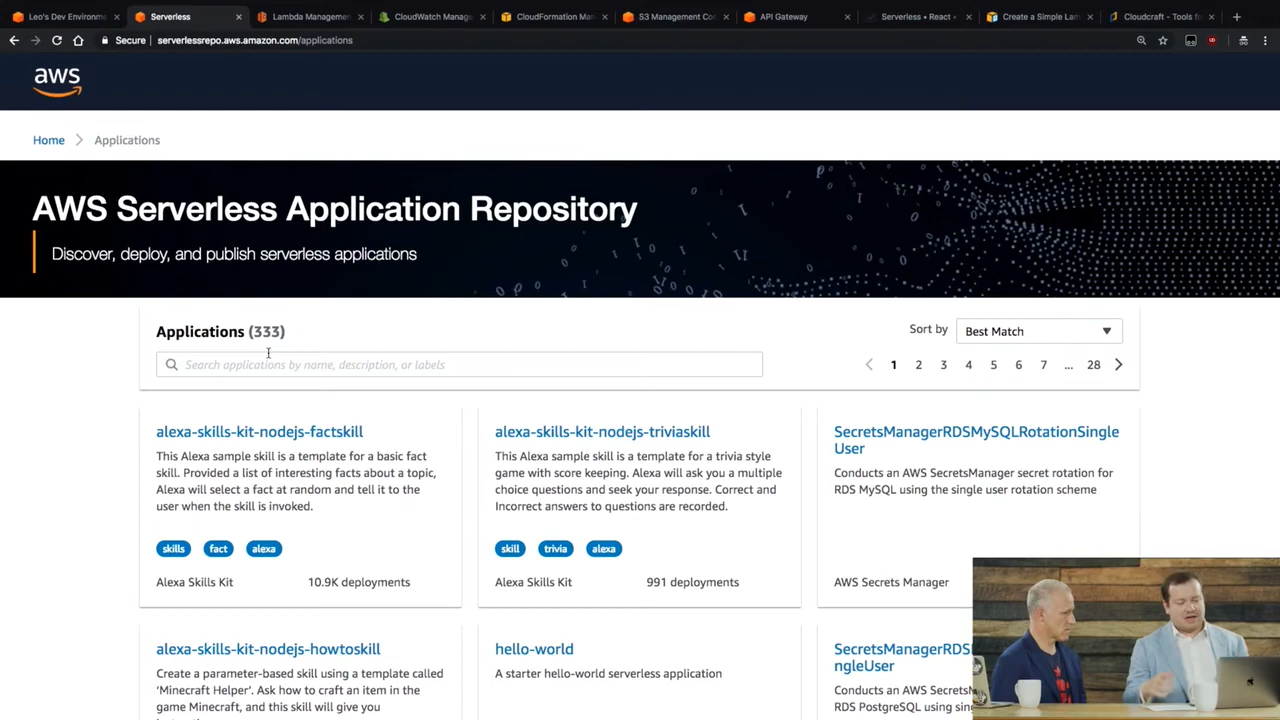 Leo's Dev Environme
Serverless
Lambda Managemen
CloudWatch Manage
CloudFormation Man
S3 Management Con
API Gateway
Serverless • React •
Create a Simple Lam
Cloudcraft - Tools fo
Secure
serverlessrepo.aws.amazon.com/applications
aws
Home
Applications
AWS Serverless Application Repository
Discover, deploy, and publish serverless applications
Applications (333)
Sort by
Best Match
Search applications by name, description, or labels
1 2 3 4 5 6 7 ... 28
alexa-skills-kit-nodejs-factskill
This Alexa sample skill is a template for a basic fact
skill. Provided a list of interesting facts about a topic,
Alexa will select a fact at random and tell it to the
user when the skill is invoked.
skills fact alexa
Alexa Skills Kit 10.9K deployments
alexa-skills-kit-nodejs-triviaskill
This Alexa sample skill is a template for a trivia style
game with score keeping. Alexa will ask you a multiple
choice questions and seek your response. Correct and
Incorrect answers to questions are recorded.
skill trivia alexa
Alexa Skills Kit 991 deployments
SecretsManagerRDSMySQLRotationSingle
User
Conducts an AWS SecretsManager secret rotation for
RDS MySQL using the single user rotation scheme
AWS Secrets Manager
alexa-skills-kit-nodejs-howtoskill
Create a parameter-based skill using a template called
'Minecraft Helper'. Ask how to craft an item in the
game Minecraft, and this skill will give you
hello-world
A starter hello-world serverless application
SecretsManagerRDS
ngleUser
Conducts an AWS Se
RDS PostgreSQL using sing